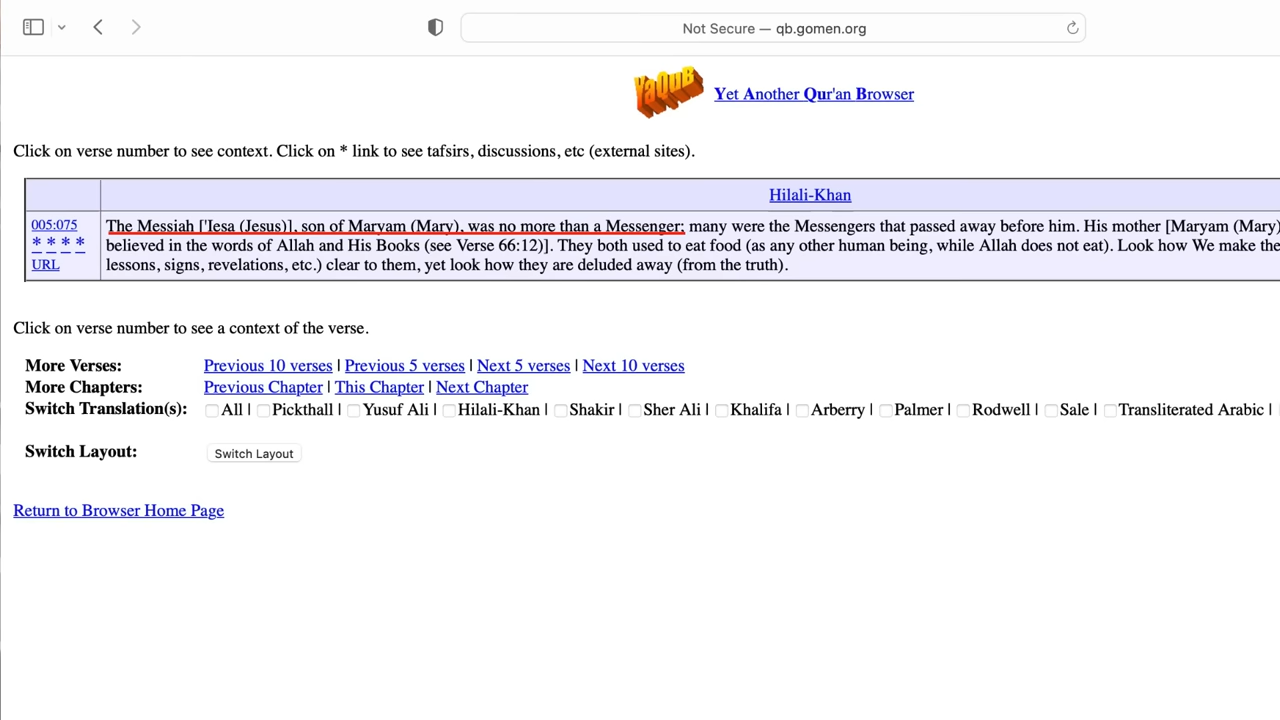 Not Secure — qb.gomen.org
YaQuB
Yet Another Qur'an Browser
Click on verse number to see context. Click on * link to see tafsirs, discussions, etc (external sites).
Hilali-Khan
005:075
* * * *
URL
The Messiah ['Iesa (Jesus)], son of Maryam (Mary), was no more than a Messenger; many were the Messengers that passed away before him. His mother [Maryam (Mary)
believed in the words of Allah and His Books (see Verse 66:12)]. They both used to eat food (as any other human being, while Allah does not eat). Look how We make the
lessons, signs, revelations, etc.) clear to them, yet look how they are deluded away (from the truth).
Click on verse number to see a context of the verse.
More Verses: Previous 10 verses | Previous 5 verses | Next 5 verses | Next 10 verses
More Chapters: Previous Chapter | This Chapter | Next Chapter
Switch Translation(s): All | Pickthall | Yusuf Ali | Hilali-Khan | Shakir | Sher Ali | Khalifa | Arberry | Palmer | Rodwell | Sale | Transliterated Arabic |
Switch Layout: Switch Layout
Return to Browser Home Page